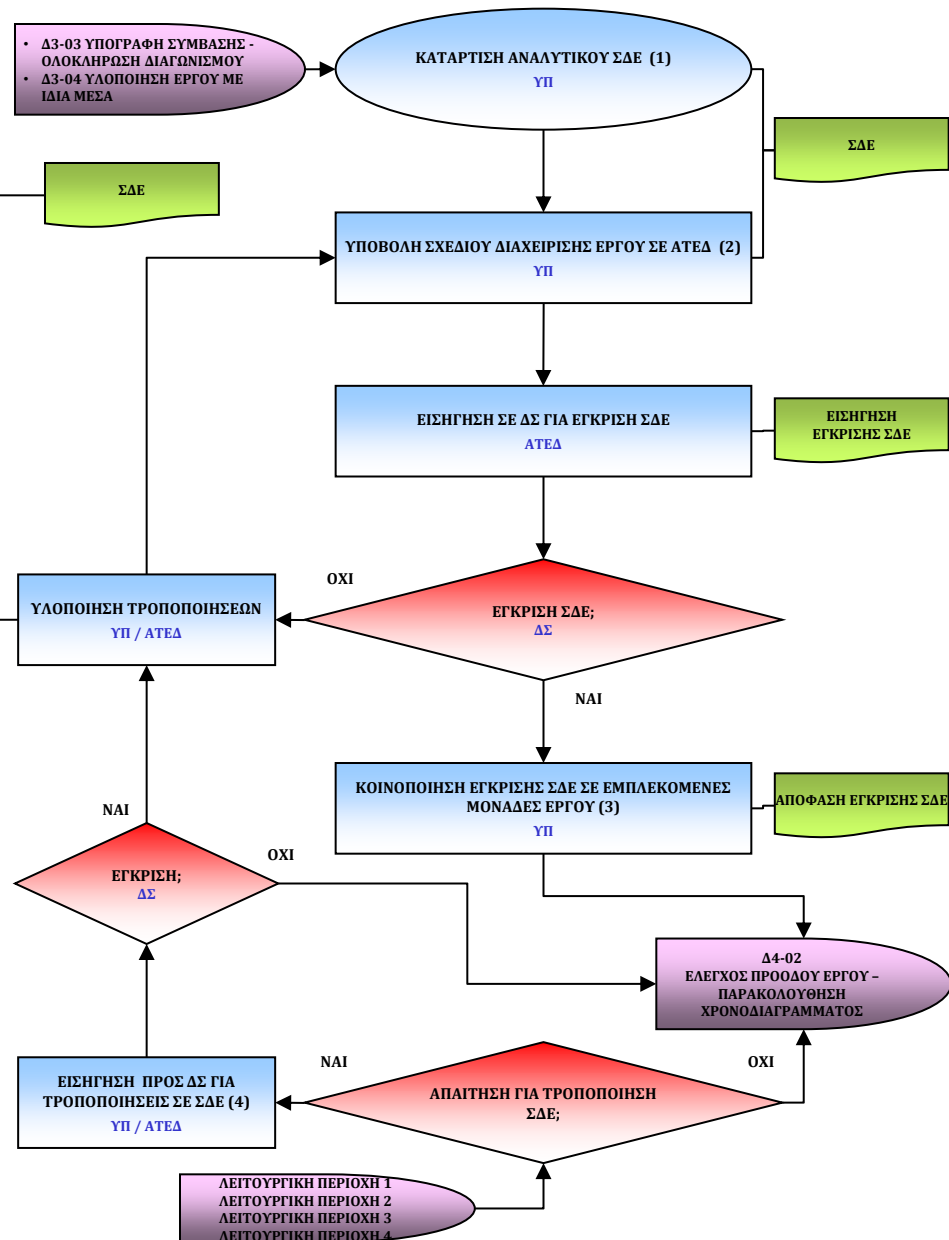 • Δ3-03 ΥΠΟΓΡΑΦΗ ΣΥΜΒΑΣΗΣ -
ΟΛΟΚΛΗΡΩΣΗ ΔΙΑΓΩΝΙΣΜΟΥ
• Δ3-04 ΥΛΟΠΟΙΗΣΗ ΕΡΓΟΥ ΜΕ
ΙΔΙΑ ΜΕΣΑ
ΚΑΤΑΡΤΙΣΗ ΑΝΑΛΥΤΙΚΟΥ ΣΔΕ (1)
ΥΠ
ΣΔΕ
ΣΔΕ
ΥΠΟΒΟΛΗ ΣΧΕΔΙΟΥ ΔΙΑΧΕΙΡΙΣΗΣ ΕΡΓΟΥ ΣΕ ΑΤΕΔ (2)
ΥΠ
ΕΙΣΗΓΗΣΗ ΣΕ ΔΣ ΓΙΑ ΕΓΚΡΙΣΗ ΣΔΕ
ΑΤΕΔ
ΕΙΣΗΓΗΣΗ
ΕΓΚΡΙΣΗΣ ΣΔΕ
ΟΧΙ
ΕΓΚΡΙΣΗ ΣΔΕ;
ΔΣ
ΥΛΟΠΟΙΗΣΗ ΤΡΟΠΟΠΟΙΗΣΕΩΝ
ΥΠ / ΑΤΕΔ
ΝΑΙ
ΚΟΙΝΟΠΟΙΗΣΗ ΕΓΚΡΙΣΗΣ ΣΔΕ ΣΕ ΕΜΠΛΕΚΟΜΕΝΕΣ
ΜΟΝΑΔΕΣ ΕΡΓΟΥ (3)
ΥΠ
ΑΠΟΦΑΣΗ ΕΓΚΡΙΣΗΣ ΣΔΕ
ΝΑΙ
ΟΧΙ
ΕΓΚΡΙΣΗ;
ΔΣ
Δ4-02
ΕΛΕΓΧΟΣ ΠΡΟΟΔΟΥ ΕΡΓΟΥ –
ΠΑΡΑΚΟΛΟΥΘΗΣΗ
ΧΡΟΝΟΔΙΑΓΡΑΜΜΑΤΟΣ
ΝΑΙ
ΟΧΙ
ΕΙΣΗΓΗΣΗ ΠΡΟΣ ΔΣ ΓΙΑ
ΤΡΟΠΟΠΟΙΗΣΕΙΣ ΣΕ ΣΔΕ (4)
ΥΠ / ΑΤΕΔ
ΑΠΑΙΤΗΣΗ ΓΙΑ ΤΡΟΠΟΠΟΙΗΣΗ
ΣΔΕ;
ΛΕΙΤΟΥΡΓΙΚΗ ΠΕΡΙΟΧΗ 1
ΛΕΙΤΟΥΡΓΙΚΗ ΠΕΡΙΟΧΗ 2
ΛΕΙΤΟΥΡΓΙΚΗ ΠΕΡΙΟΧΗ 3
ΛΕΙΤΟΥΡΓΙΚΗ ΠΕΡΙΟΧΗ 4